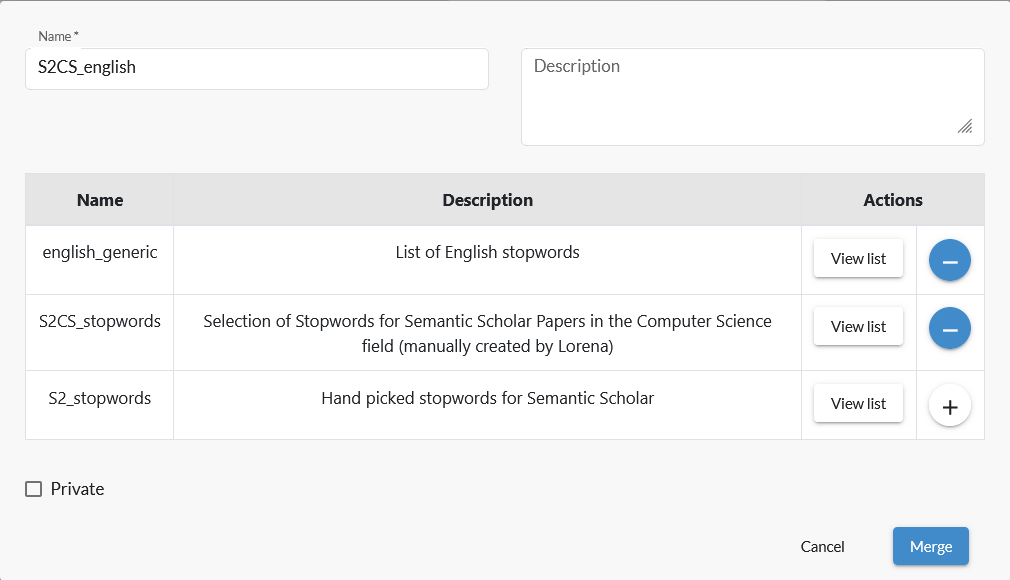 Name *
S2CS_english
Description
Name Description Actions
english_generic List of English stopwords View list
S2CS_stopwords Selection of Stopwords for Semantic Scholar Papers in the Computer Science
field (manually created by Lorena) View list
S2_stopwords Hand picked stopwords for Semantic Scholar View list
Private
Cancel Merge